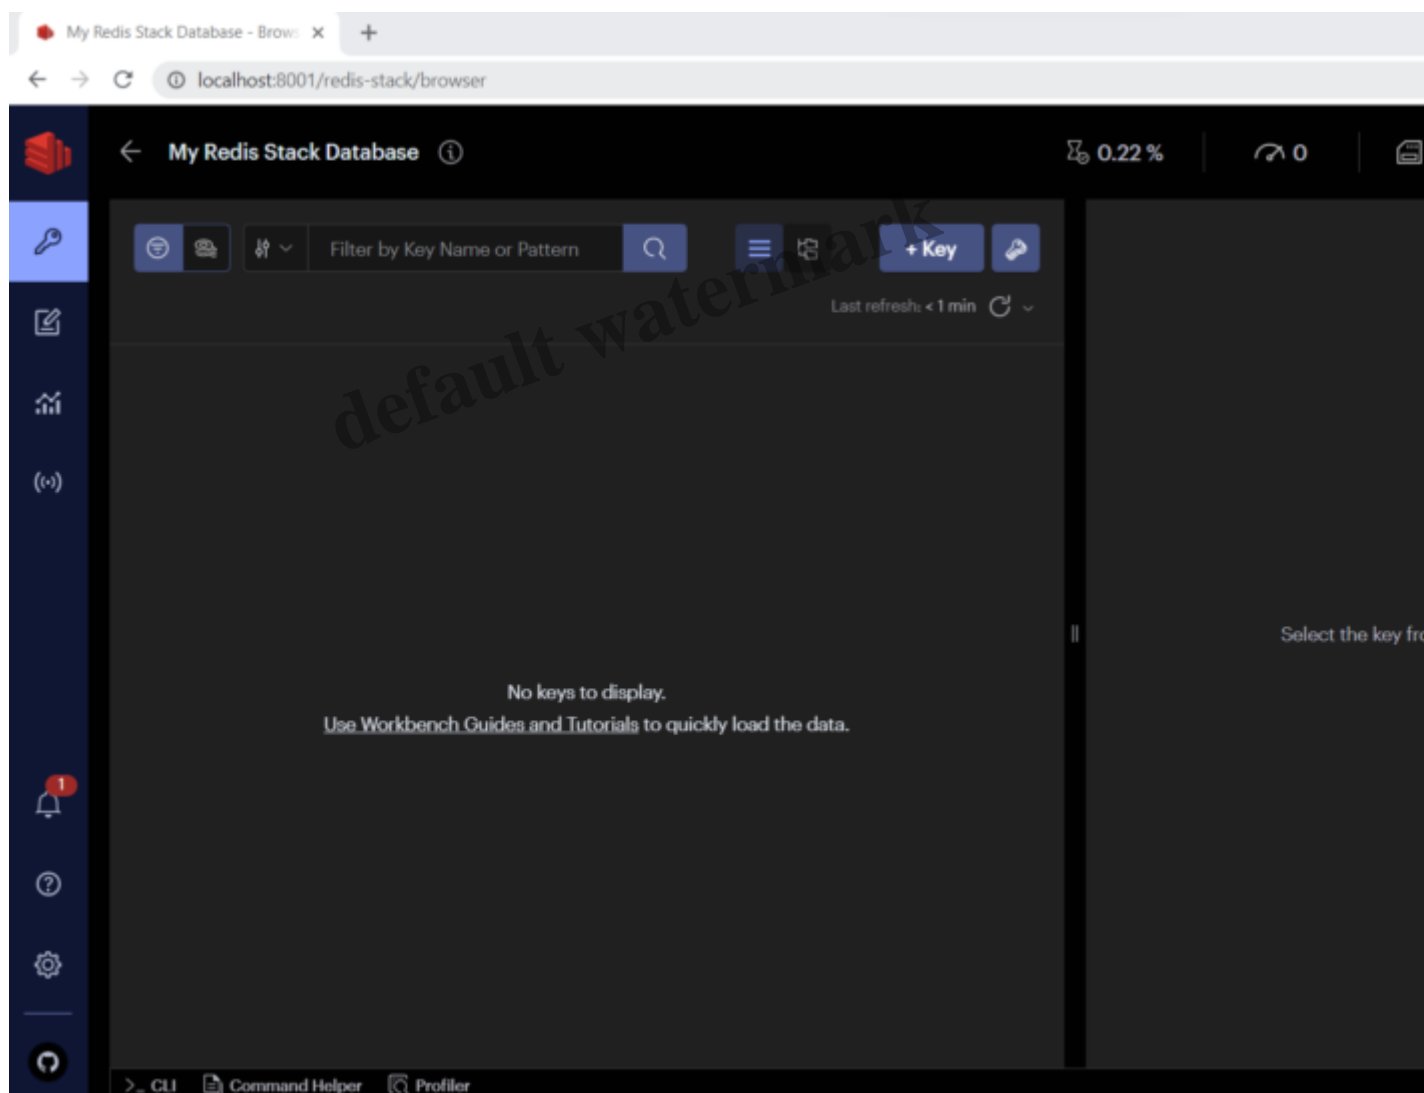 My Redis Stack Database - Brow
localhost:8001/redis-stack/browser
My Redis Stack Database
0.22 %
0
Filter by Key Name or Pattern
+ Key
Last refresh: < 1 min
default watermark
Select the key fro
No keys to display.
Use Workbench Guides and Tutorials to quickly load the data.
1
>_ CLI
Command Helper
Profiler